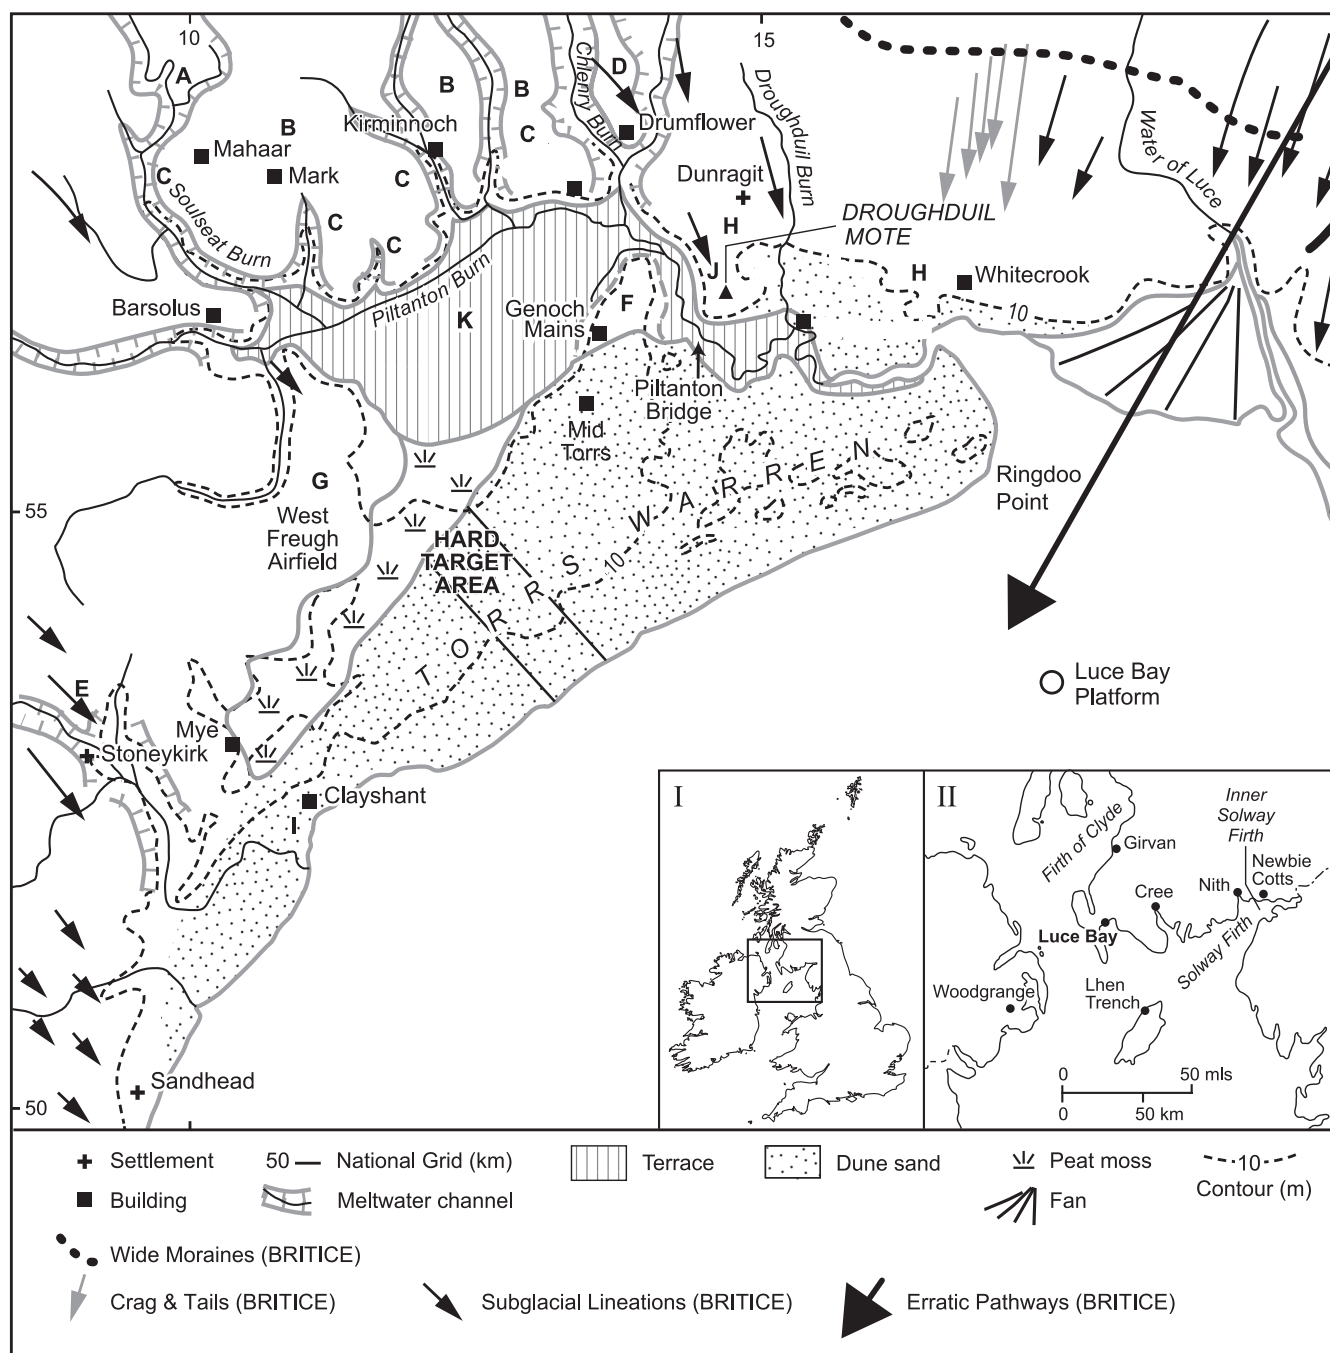 10
15
A
B
B
B
D
Chlenry Burn
Droughduil Burn
Kirminnoch
C
Drumflower
Mahaar
Mark
C
C
Soulseat Burn
C
C
Dunragit
H
J
DROUGHDUIL
MOTE
Water of Luce
H
Whitecrook
10
Barsolus
Piltanton Burn
K
Genoch
Mains
F
Piltanton
Bridge
Mid
Torrs
G
West
Freugh
Airfield
55
HARD
TARGET
AREA
TORRS WARREN
10
Ringdoo
Point
Luce Bay
Platform
E
Stoneykirk
Mye
Clayshant
I
Sandhead
50
I
II
Firth of Clyde
Girvan
Inner
Solway
Firth
Newbie
Cotts
Nith
Cree
Luce Bay
Solway Firth
Woodgrange
Lhen
Trench
0 50 mls
0 50 km
Settlement
50 National Grid (km)
Terrace
Dune sand
Peat moss
10
Contour (m)
Building
Meltwater channel
Fan
Wide Moraines (BRITICE)
Crag & Tails (BRITICE)
Subglacial Lineations (BRITICE)
Erratic Pathways (BRITICE)